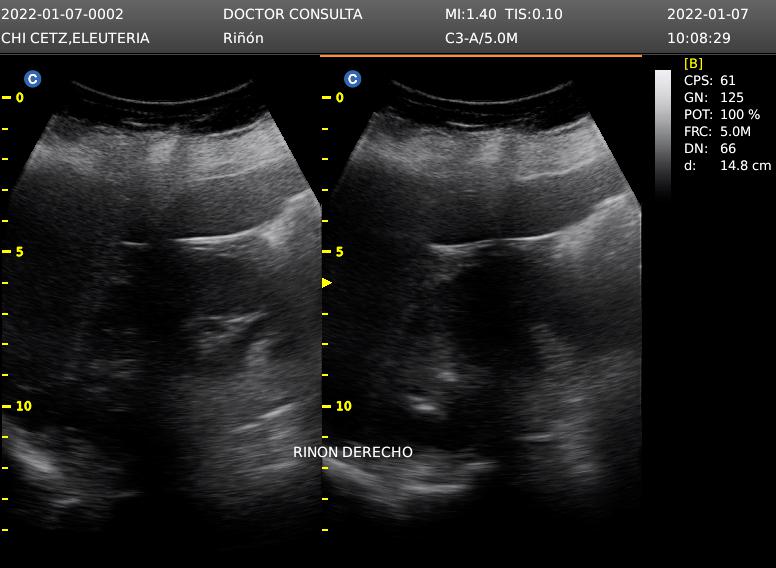 2022-01-07-0002 DOCTOR CONSULTA MI:1.40 TIS:0.10 2022-01-07
CHI CETZ,ELEUTERIA Riñón C3-A/5.0M 10:08:29
[B]
C C
CPS: 61
0 0
GN: 125
POT: 100 %
FRC: 5.0M
DN: 66
d: 14.8 cm
5 5
10 10
RINON DERECHO